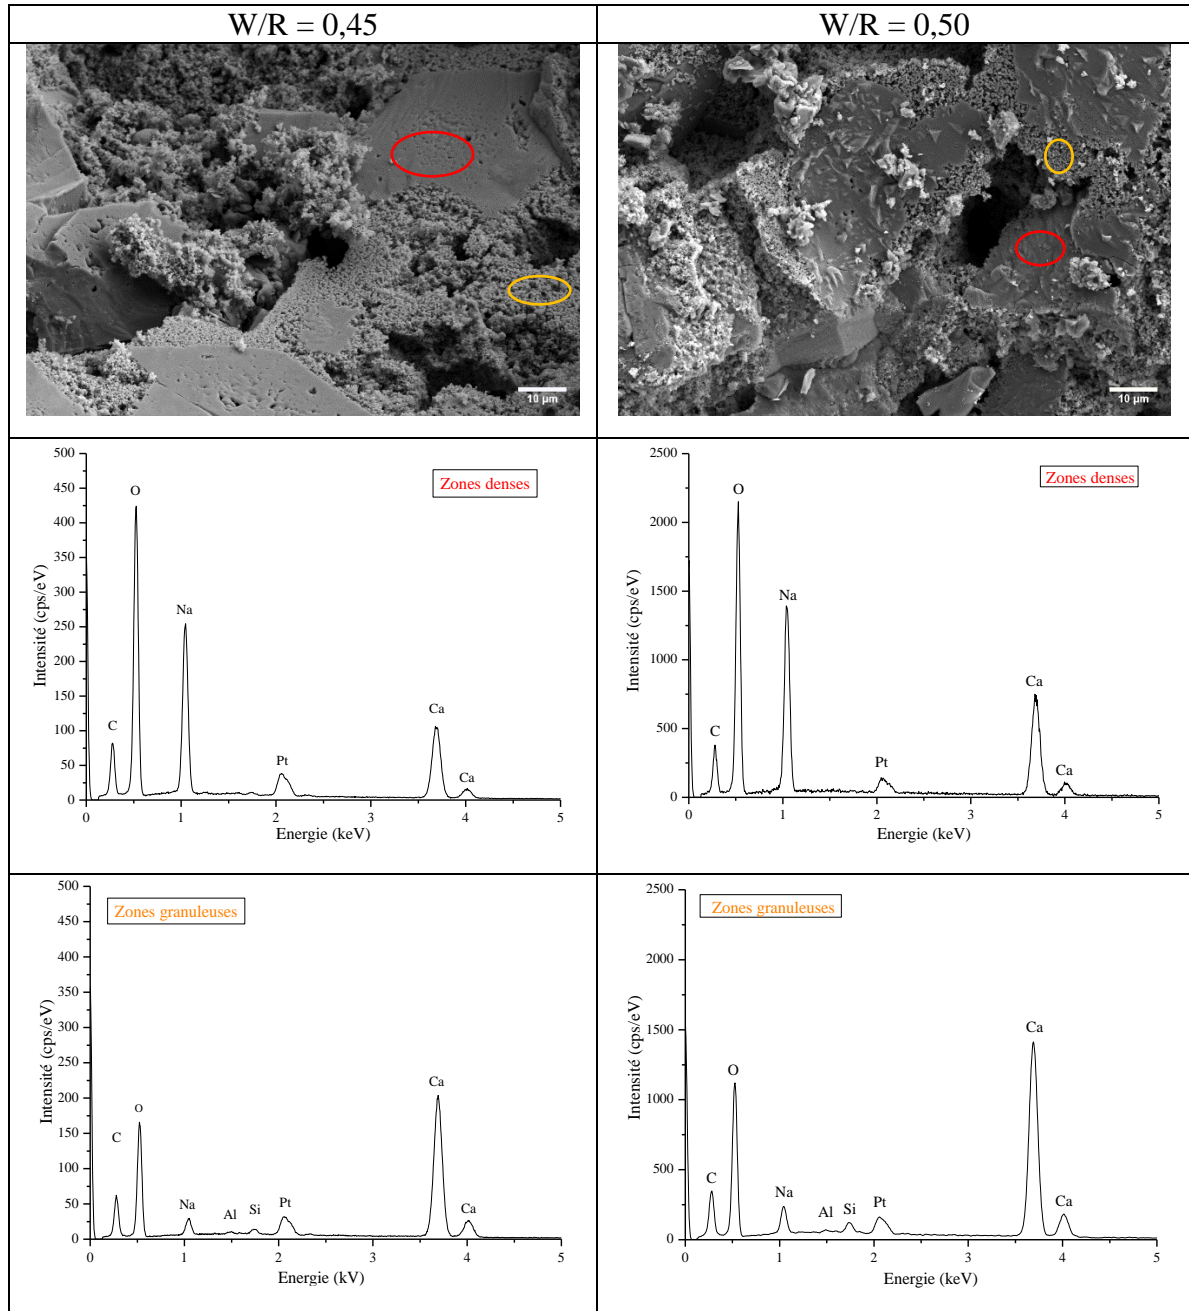 W/R = 0,45
W/R = 0,50
10 µm
10 µm
500
450
400
350
300
250
200
150
100
50
0
0 1 2 3 4 5
Intensité (cps/eV)
Energie (keV)
Zones denses
C
O
Na
Pt
Ca
Ca
2500
2000
1500
1000
500
0
0 1 2 3 4 5
Intensité (cps/eV)
Energie (keV)
Zones denses
C
O
Na
Pt
Ca
Ca
500
450
400
350
300
250
200
150
100
50
0
0 1 2 3 4 5
Intensité (cps/eV)
Energie (kV)
Zones granuleuses
C
O
Na
Al
Si
Pt
Ca
Ca
2500
2000
1500
1000
500
0
0 1 2 3 4 5
Intensité (cps/eV)
Energie (keV)
Zones granuleuses
C
O
Na
Al
Si
Pt
Ca
Ca